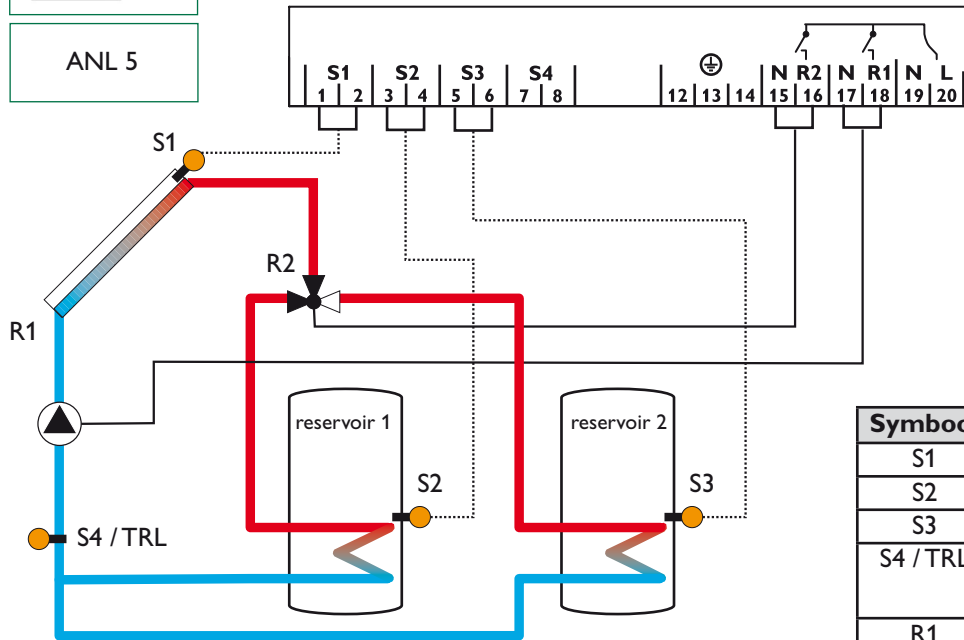 ANL 5
S1 S2 S3 S4 N R2 N R1 N L
1 2 3 4 5 6 7 8 12 13 14 15 16 17 18 19 20
S1
R2
R1
reservoir 1
reservoir 2
S2
S3
S4 / TRL
Symboo
S1
S2
S3
S4 / TRL
R1